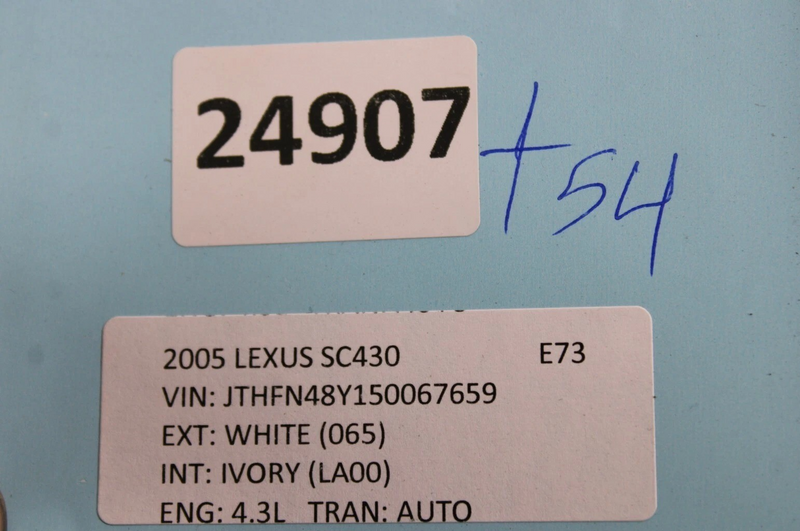 24907
+54
2005 LEXUS SC430 E73
VIN: JTHFN48Y150067659
EXT: WHITE (065)
INT: IVORY (LA00)
ENG: 4.3L TRAN: AUTO